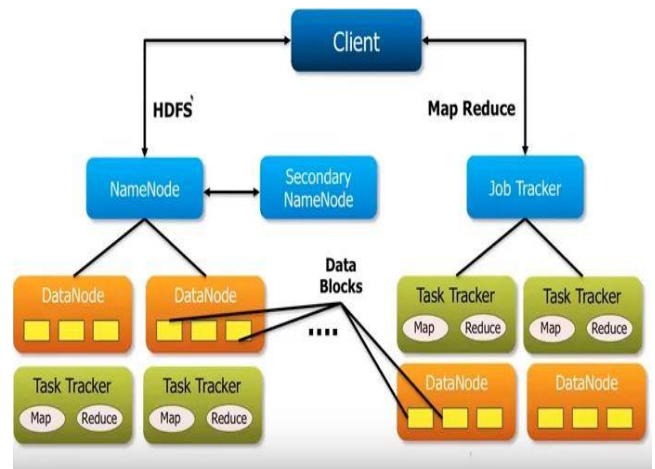 Client
HDFS`
Map Reduce
NameNode
Secondary
NameNode
Job Tracker
DataNode
DataNode
Data
Blocks
....
Task Tracker
Map Reduce
Task Tracker
Map Reduce
Task Tracker
Map Reduce
Task Tracker
Map Reduce
DataNode
DataNode